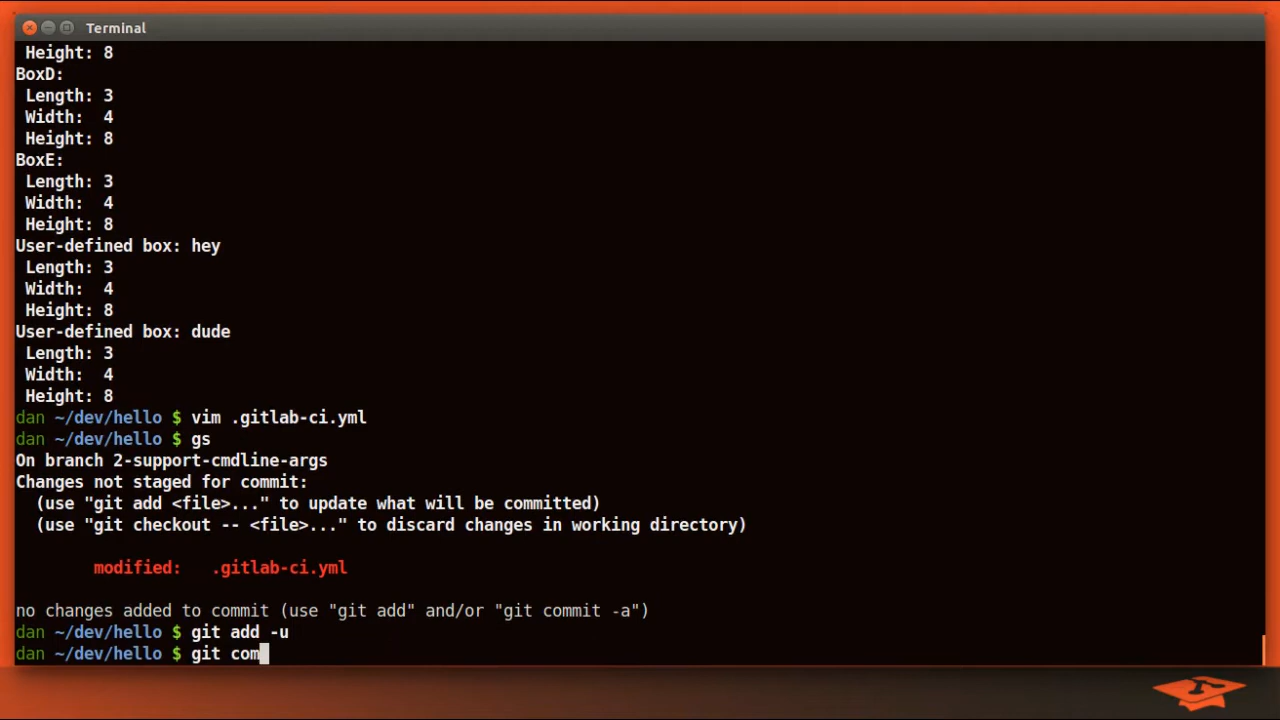 Terminal
Height: 8
BoxD:
Length: 3
Width: 4
Height: 8
BoxE:
Length: 3
Width: 4
Height: 8
User-defined box: hey
Length: 3
Width: 4
Height: 8
User-defined box: dude
Length: 3
Width: 4
Height: 8
dan ~/dev/hello $ vim .gitlab-ci.yml
dan ~/dev/hello $ gs
On branch 2-support-cmdline-args
Changes not staged for commit:
(use "git add <file>..." to update what will be committed)
(use "git checkout -- <file>..." to discard changes in working directory)
modified: .gitlab-ci.yml
no changes added to commit (use "git add" and/or "git commit -a")
dan ~/dev/hello $ git add -u
dan ~/dev/hello $ git com